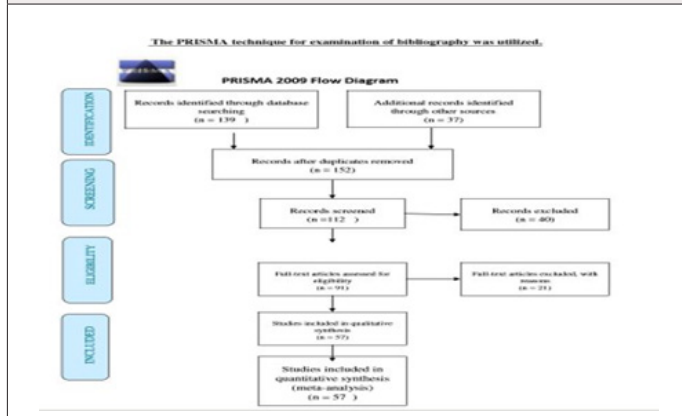 The PRISMA technique for examination of bibliography was utilized.
PRISMA 2009 Flow Diagram
IDENTIFICATION
Records identified through database
searching
(n = 139 )
Additional records identified
through other sources
(n = 37)
Records after duplicates removed
(n = 152)
SCREENING
Records screened
(n =112 )
Records excluded
(n = 40)
ELIGIBILITY
Full-text articles assessed for
eligibility
(n = 91)
Full-text articles excluded, with
reasons
(n = 21)
Studies included in qualitative
synthesis
(n = 57)
INCLUDED
Studies included in
quantitative synthesis
(meta-analysis)
(n = 57 )